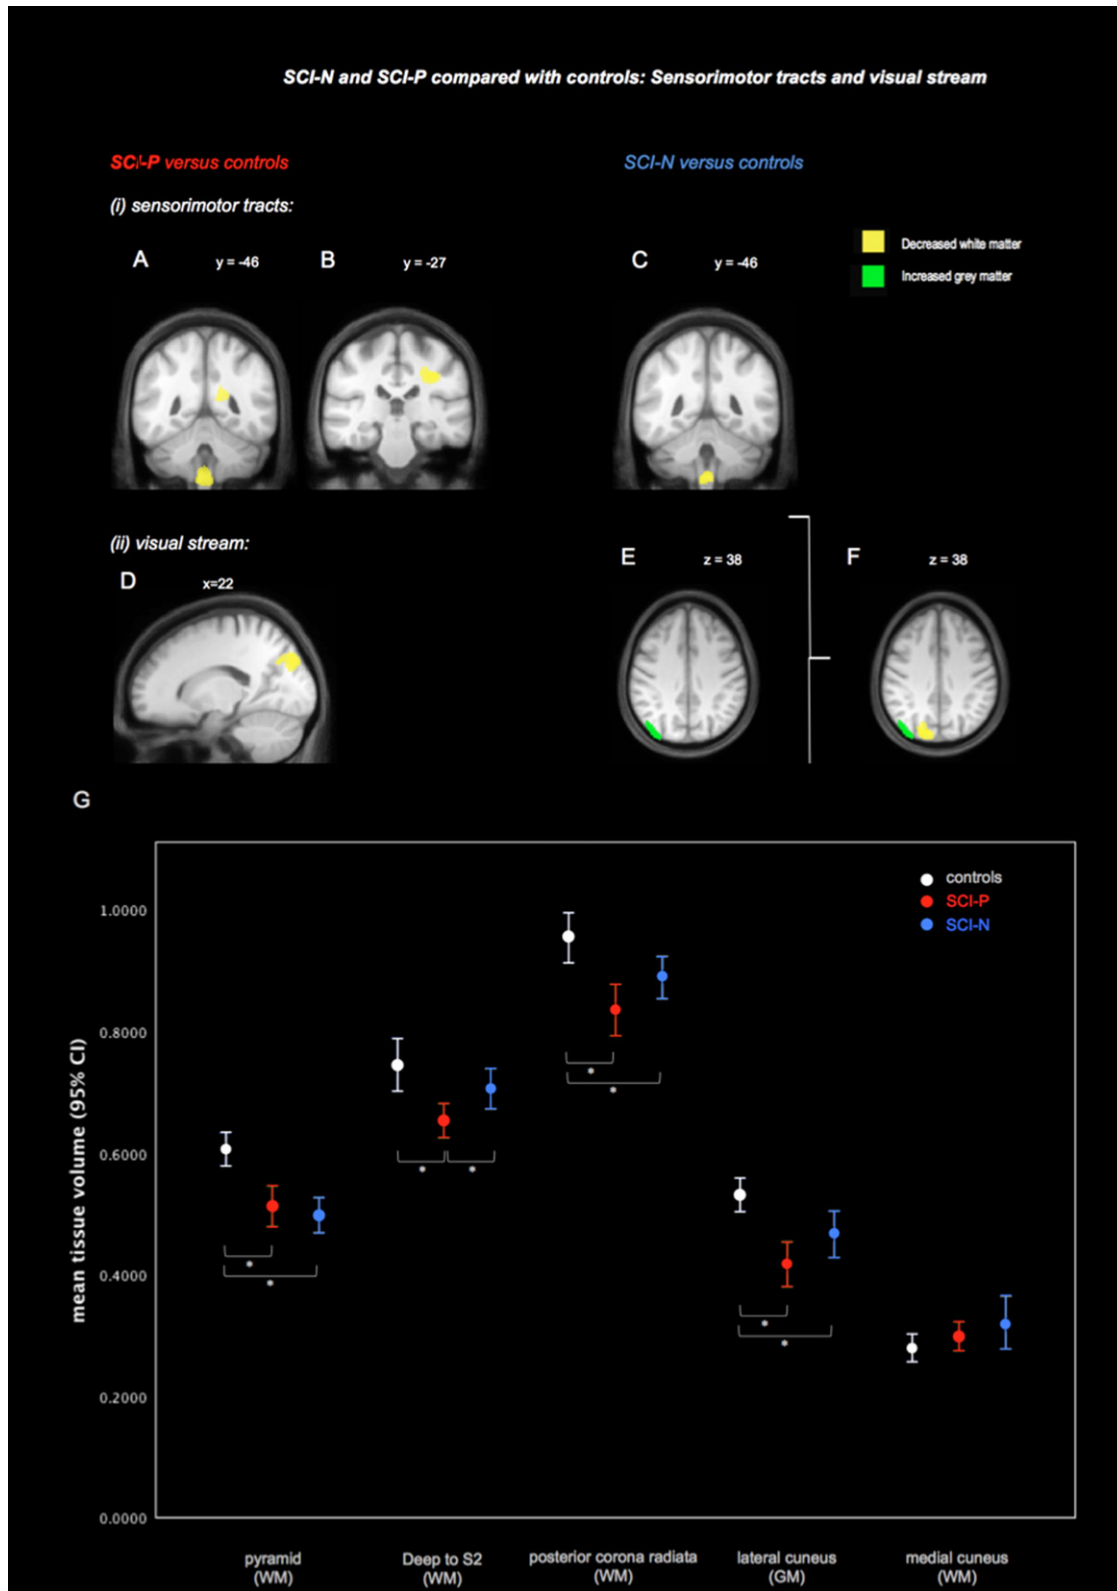 SCI-N and SCI-P compared with controls: Sensorimotor tracts and visual stream
SCI-P versus controls
SCI-N versus controls
(i) sensorimotor tracts:
Decreased white matter
Increased grey matter
A
y = -46
B
y = -27
C
y = -46
(ii) visual stream:
D
x=22
E
z = 38
F
z = 38
G
controls
SCI-P
SCI-N
mean tissue volume (95% CI)
1.0000
0.8000
0.6000
0.4000
0.2000
0.0000
* *
* *
* *
* *
pyramid
(WM)
Deep to S2
(WM)
posterior corona radiata
(WM)
lateral cuneus
(GM)
medial cuneus
(WM)